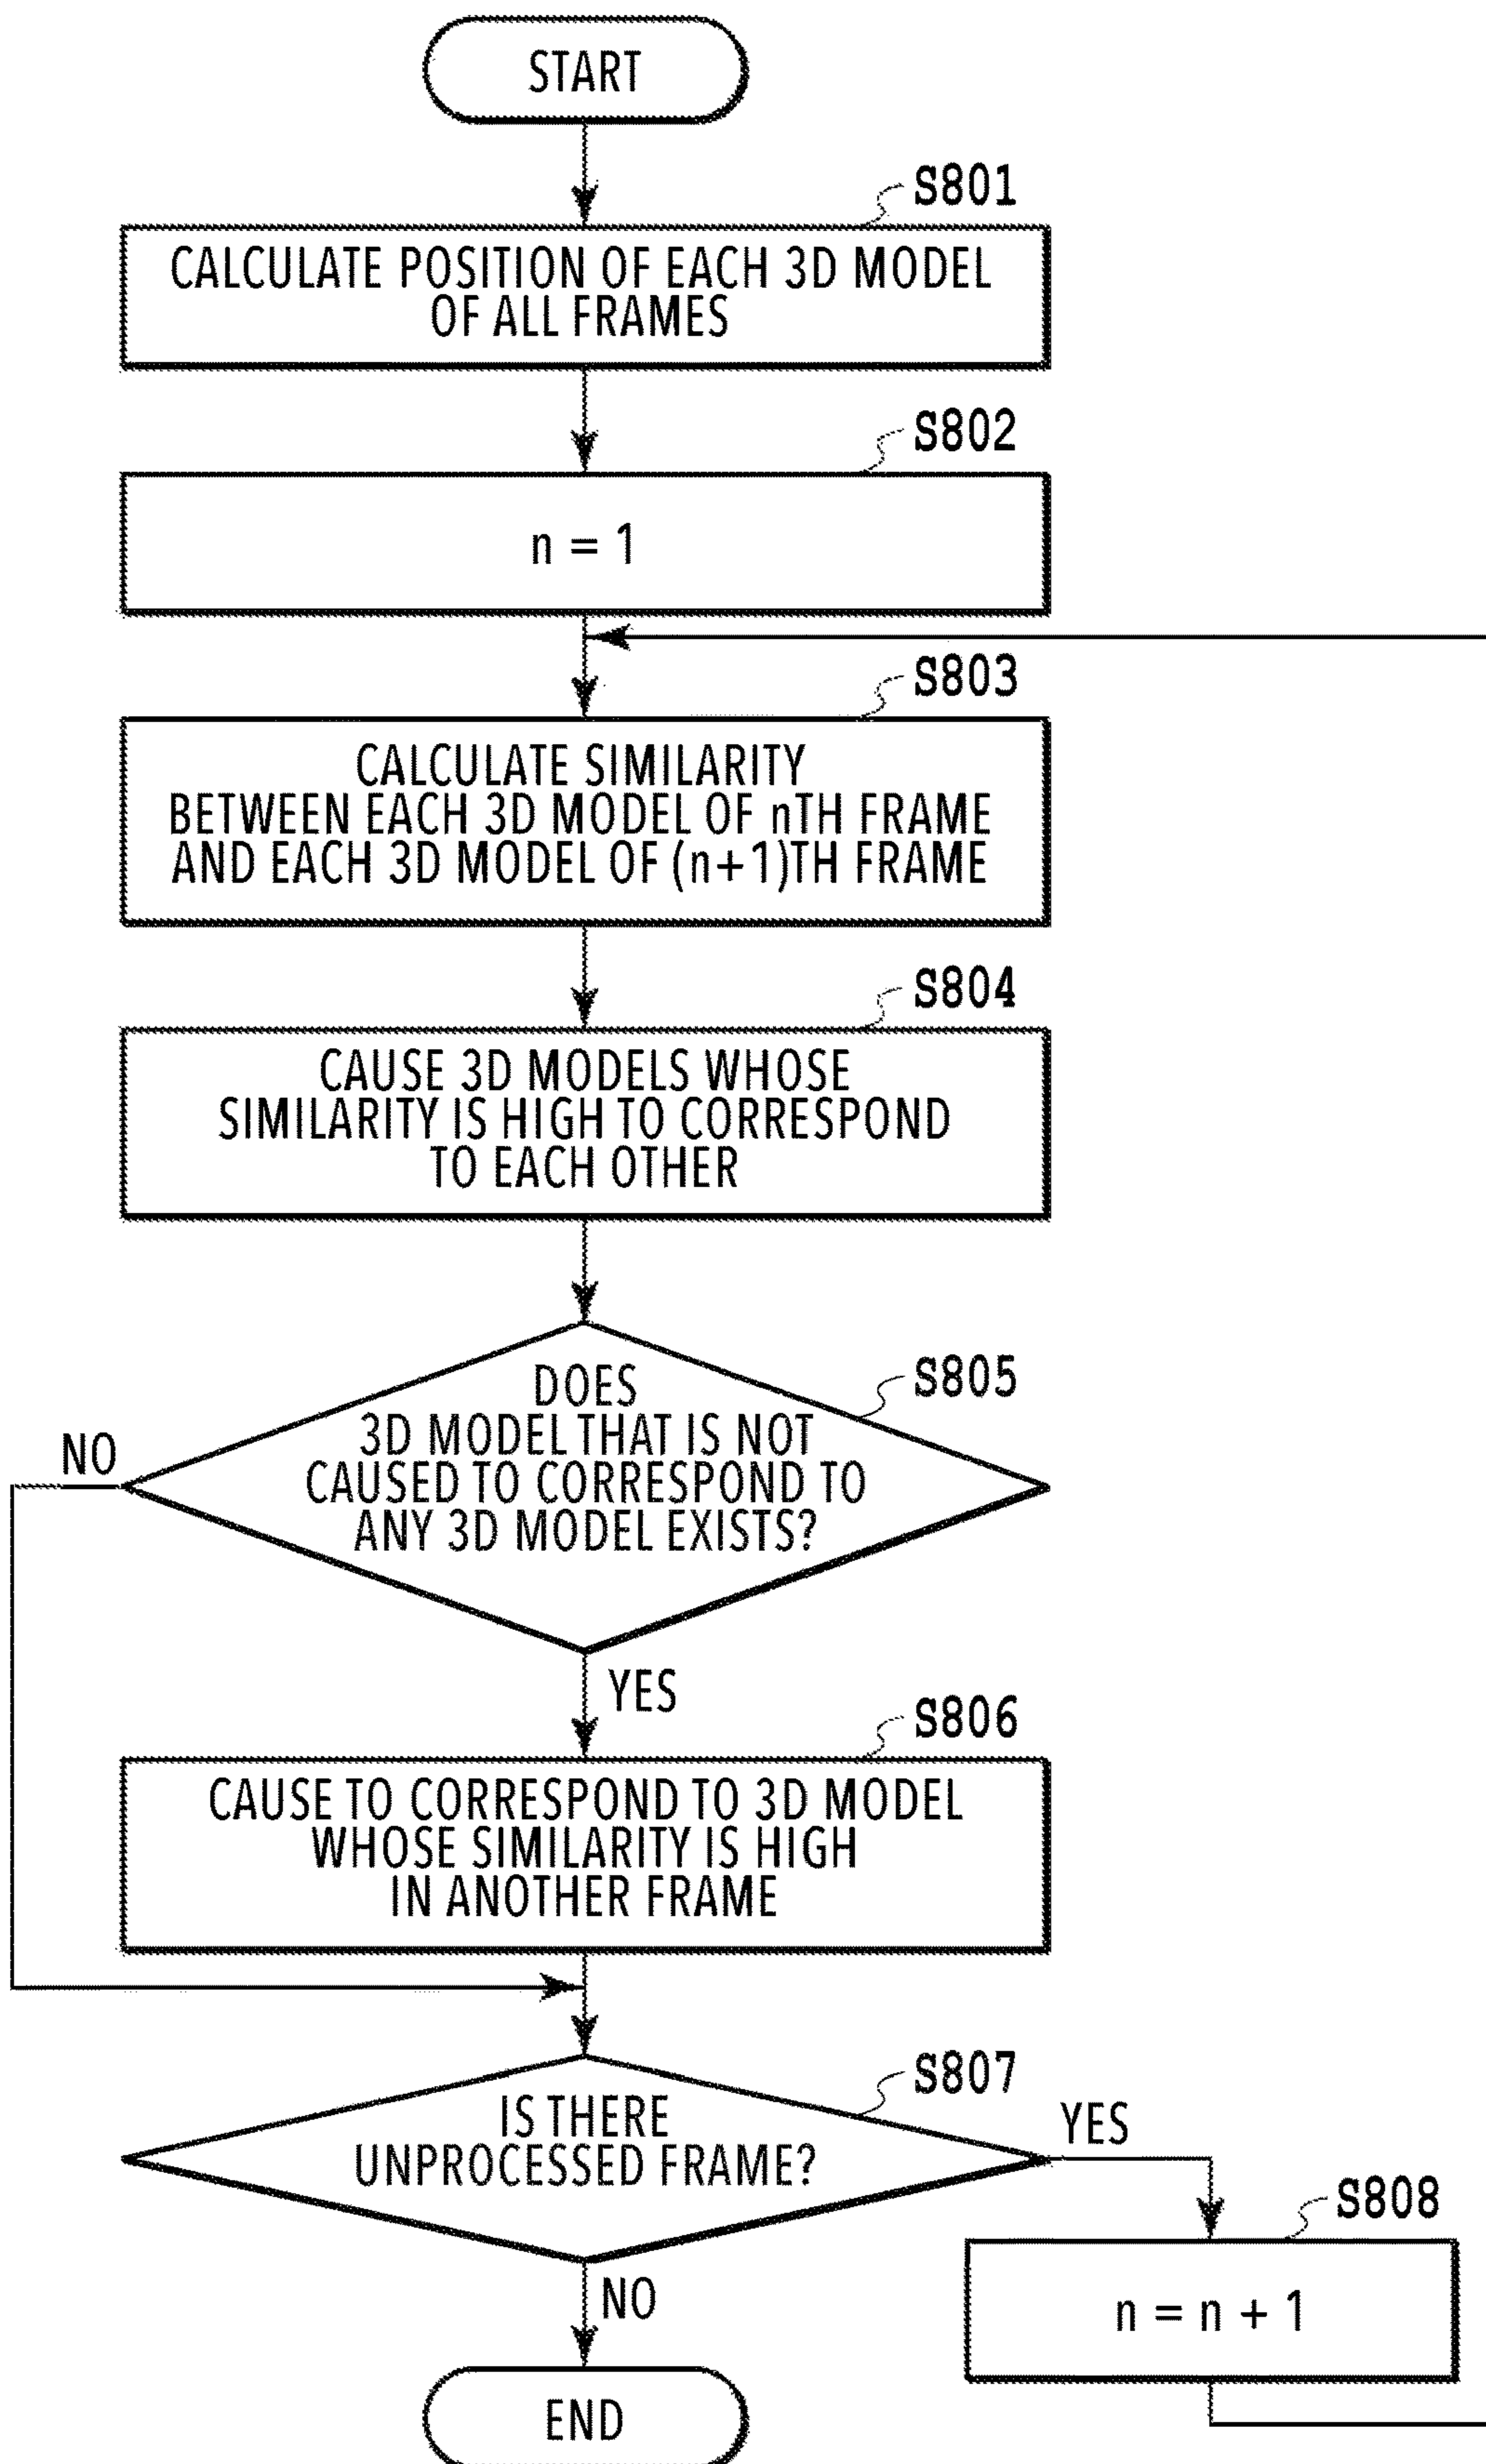 START
S801
CALCULATE POSITION OF EACH 3D MODEL
OF ALL FRAMES
S802
n = 1
S803
CALCULATE SIMILARITY
BETWEEN EACH 3D MODEL OF nTH FRAME
AND EACH 3D MODEL OF (n+1)TH FRAME
S804
CAUSE 3D MODELS WHOSE
SIMILARITY IS HIGH TO CORRESPOND
TO EACH OTHER
S805
DOES
3D MODEL THAT IS NOT
CAUSED TO CORRESPOND TO
ANY 3D MODEL EXISTS?
NO
YES
S806
CAUSE TO CORRESPOND TO 3D MODEL
WHOSE SIMILARITY IS HIGH
IN ANOTHER FRAME
S807
IS THERE
UNPROCESSED FRAME?
YES
S808
n = n + 1
NO
END